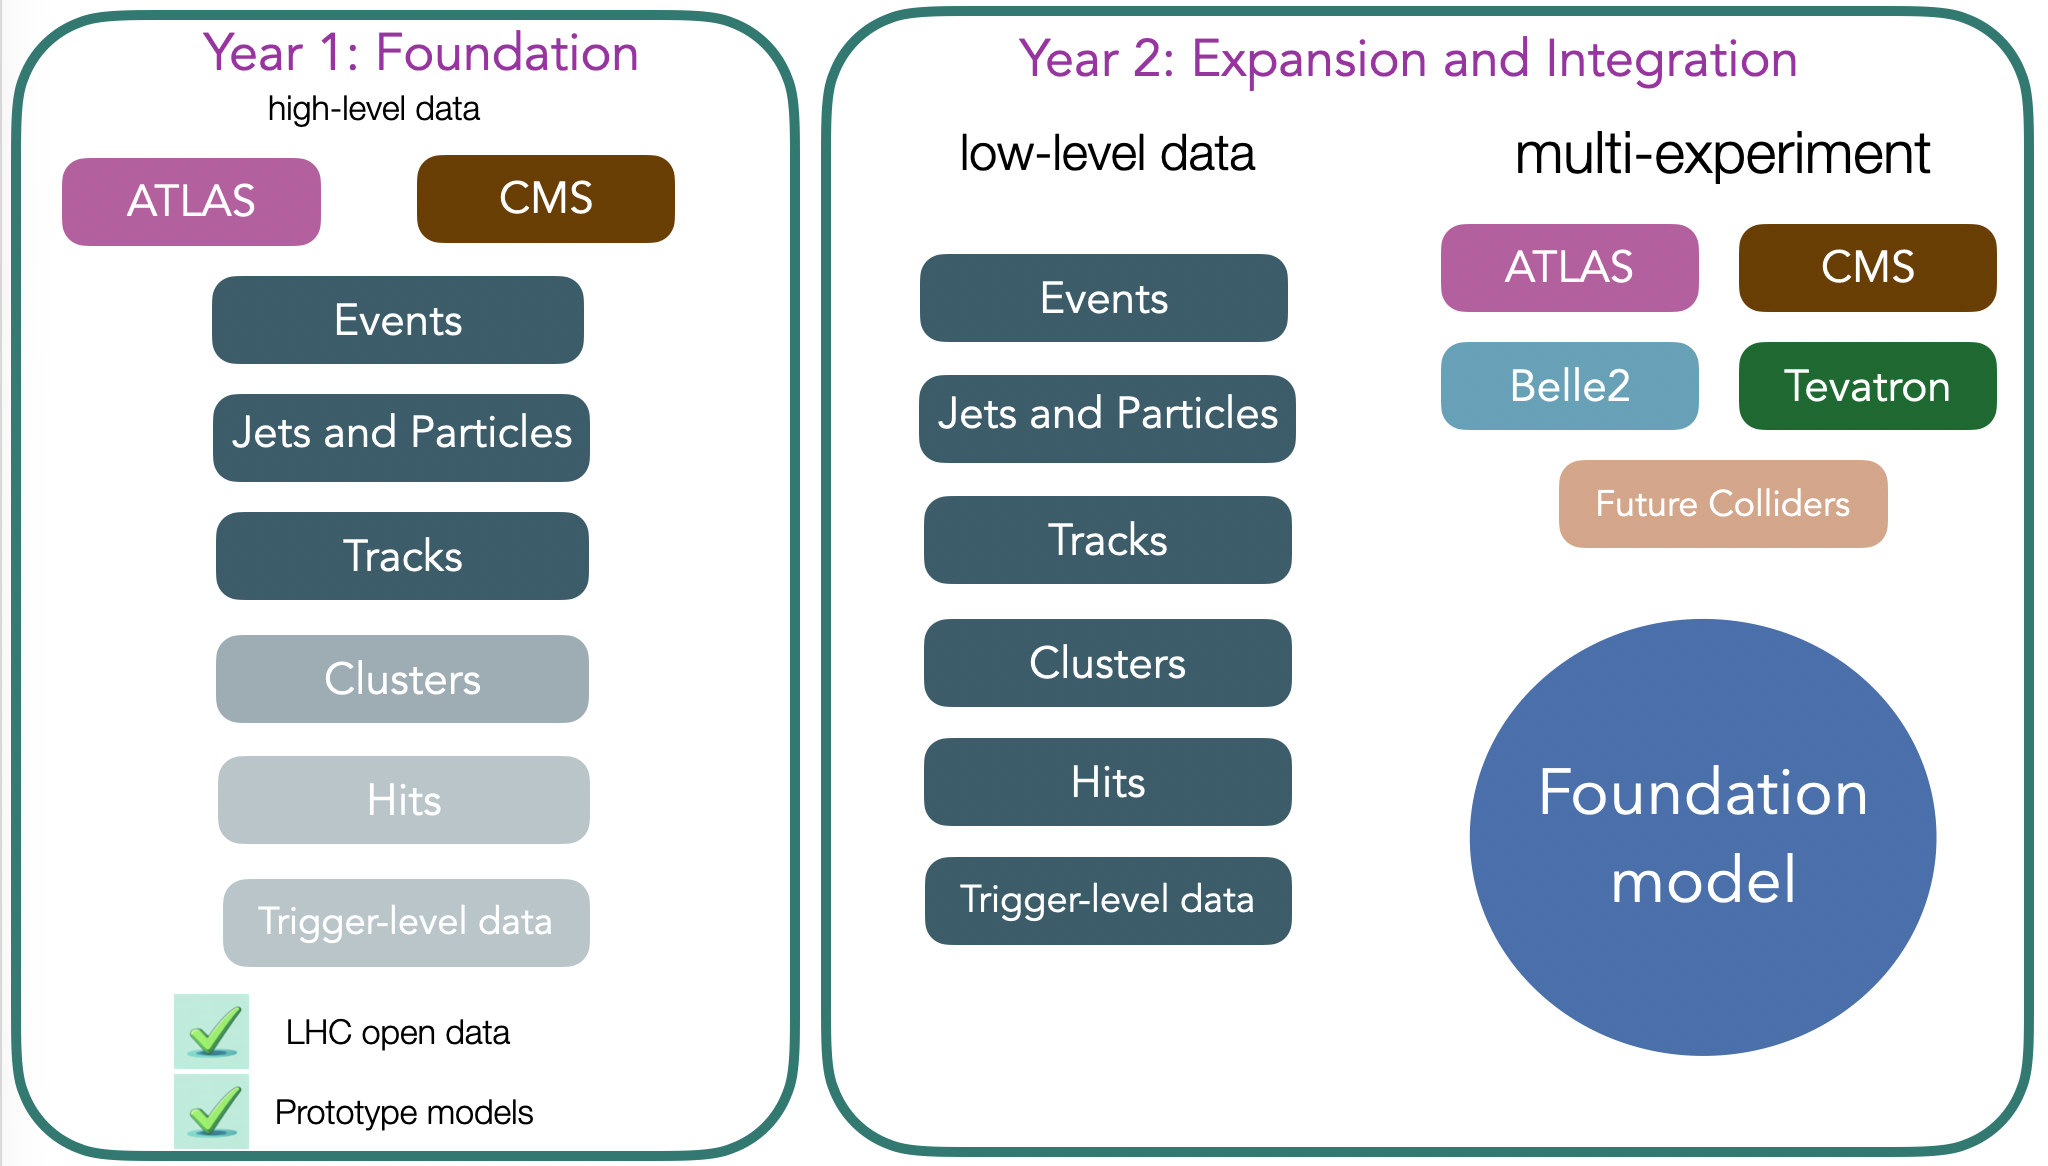 Year 1: Foundation
high-level data
ATLAS
CMS
Events
Jets and Particles
Tracks
Clusters
Hits
Trigger-level data
LHC open data
Prototype models
Year 2: Expansion and Integration
low-level data
Events
Jets and Particles
Tracks
Clusters
Hits
Trigger-level data
multi-experiment
ATLAS
CMS
Belle2
Tevatron
Future Colliders
Foundation
model